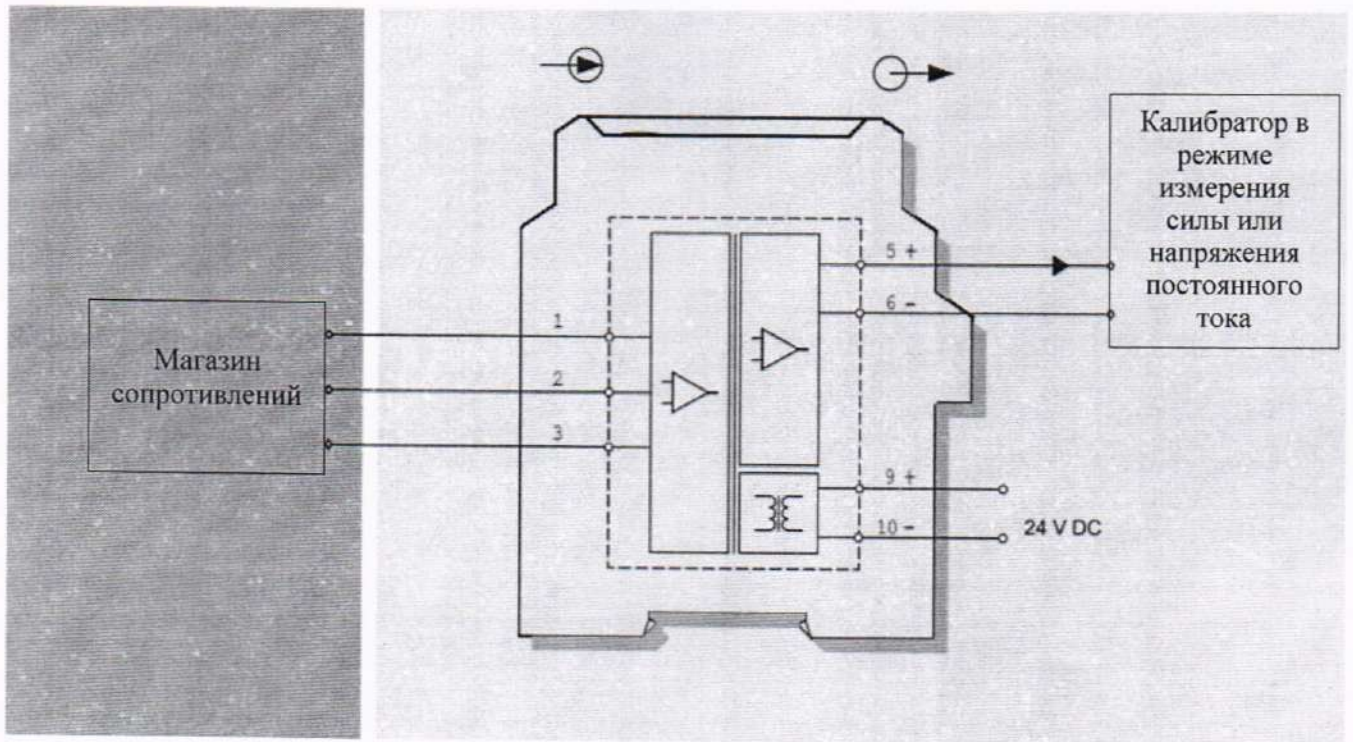 Магазин
сопротивлений
1
2
3
5 +
6 -
9 +
10 -
24 V DC
Калибратор в
режиме
измерения
силы или
напряжения
постоянного
тока